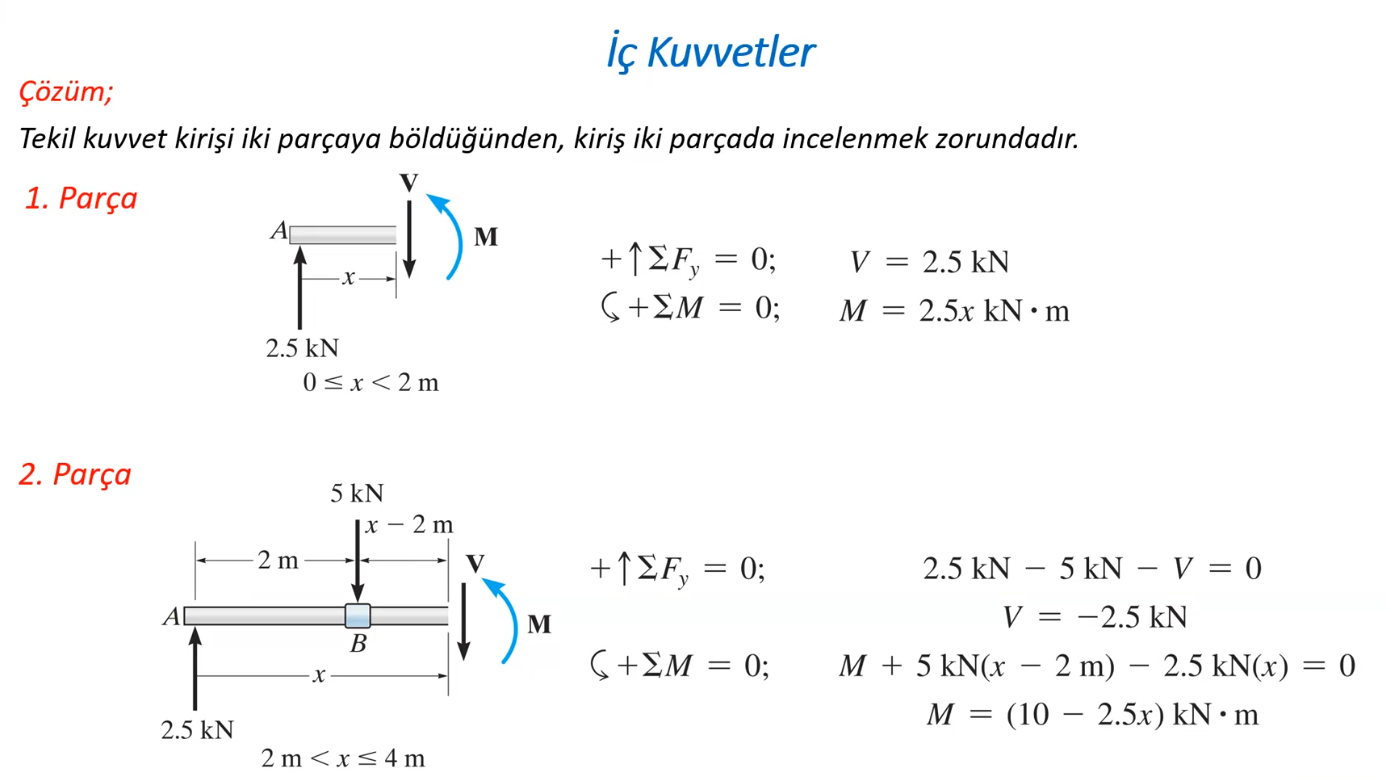 İç Kuvvetler
Çözüm;
Tekil kuvvet kirişi iki parçaya böldüğünden, kiriş iki parçada incelenmek zorundadır.
1. Parça
V
A
M
x
2.5 kN
0 ≤ x < 2 m
+↑ΣF_y = 0; V = 2.5 kN
⤹+ΣM = 0; M = 2.5x kN·m
2. Parça
5 kN
x − 2 m
2 m
V
A
M
B
x
2.5 kN
2 m < x ≤ 4 m
+↑ΣF_y = 0; 2.5 kN − 5 kN − V = 0
V = −2.5 kN
⤹+ΣM = 0; M + 5 kN(x − 2 m) − 2.5 kN(x) = 0
M = (10 − 2.5x) kN·m